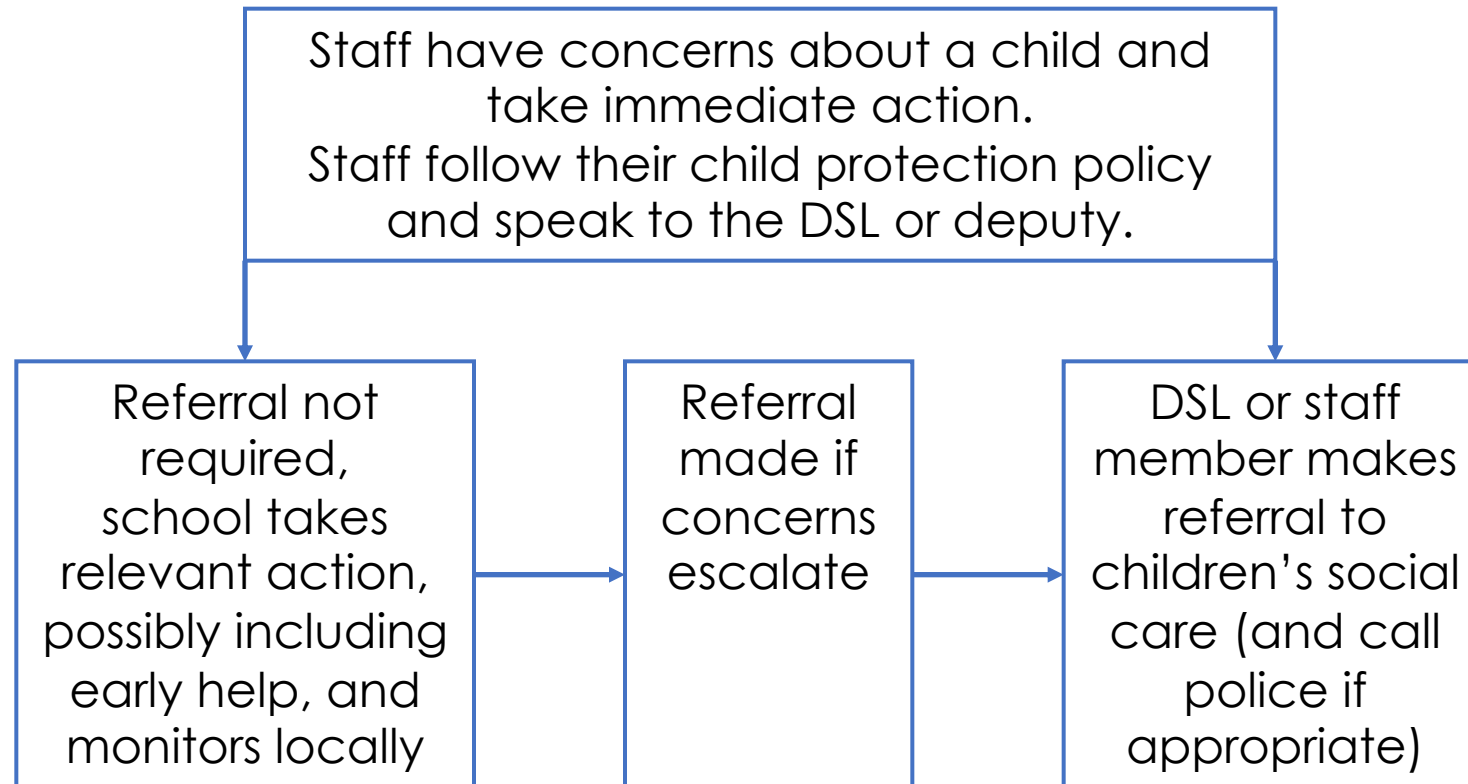 Staff have concerns about a child and
take immediate action.
Staff follow their child protection policy
and speak to the DSL or deputy.
Referral not
required,
school takes
relevant action,
possibly including
early help, and
monitors locally
Referral
made if
concerns
escalate
DSL or staff
member makes
referral to
children’s social
care (and call
police if
appropriate)